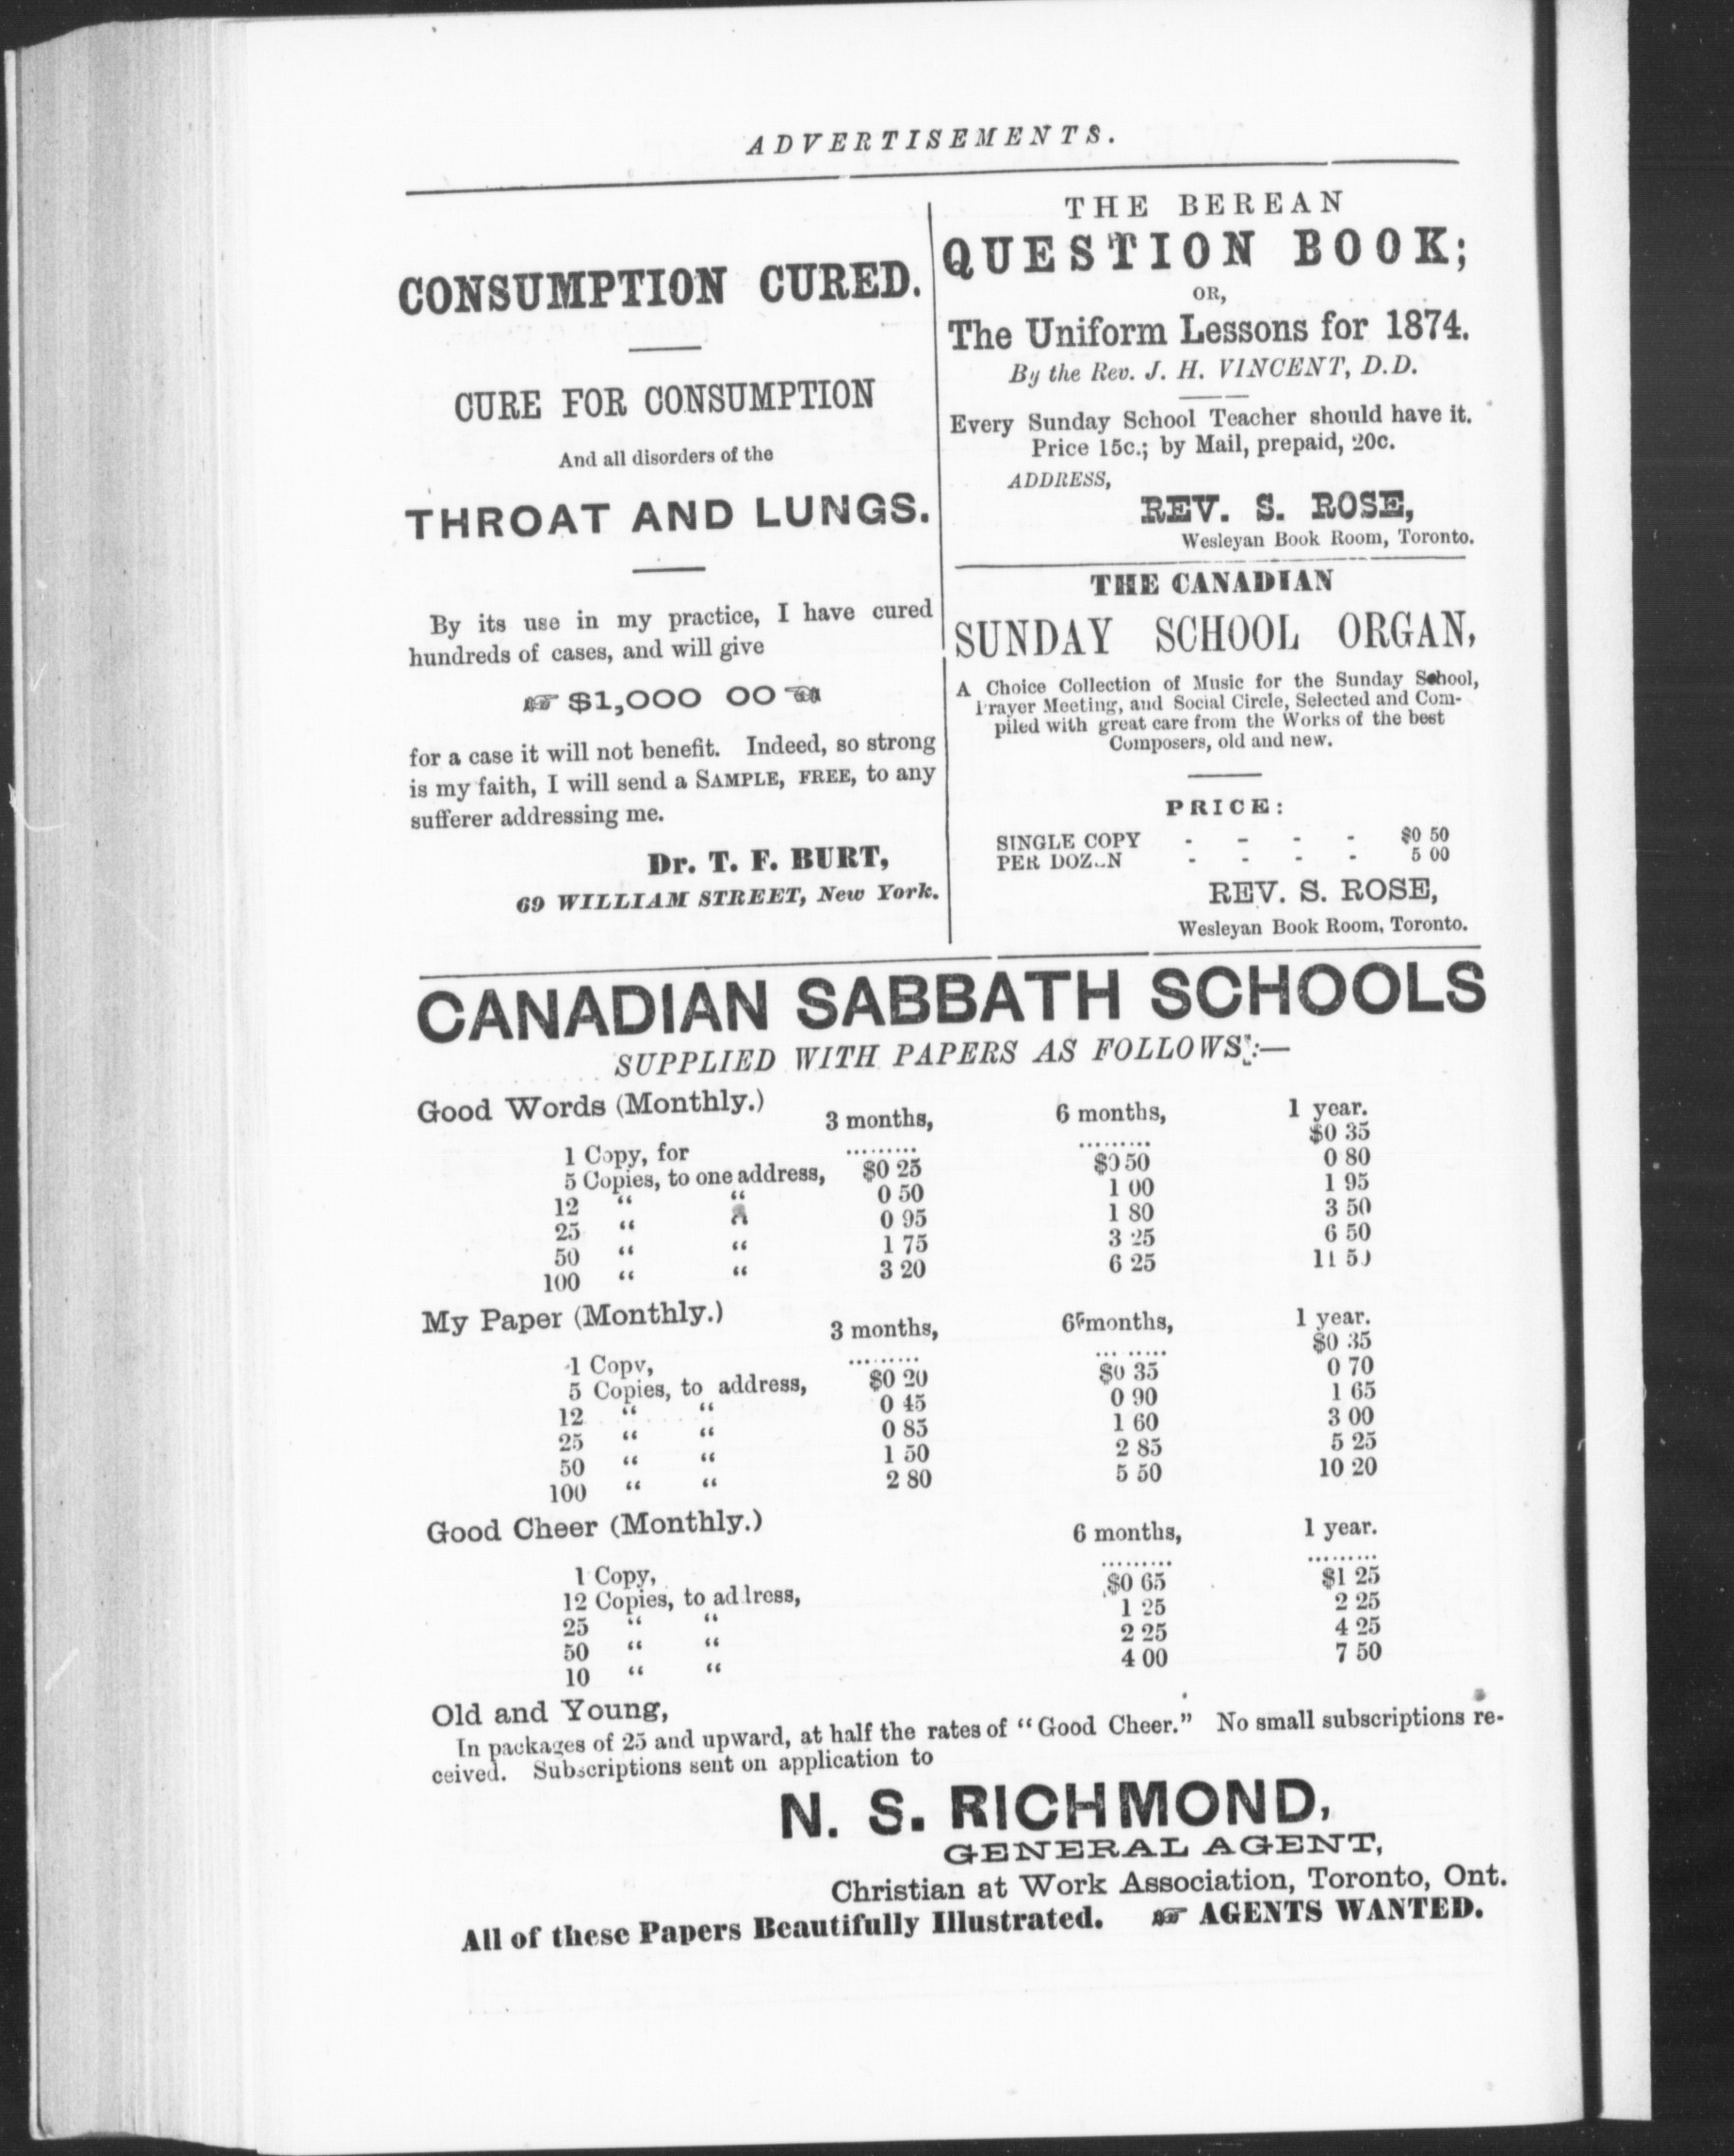 ADVERTISEMENTS.
CONSUMPTION CURED.
CURE FOR CONSUMPTION
And all disorders of the
THROAT AND LUNGS.
By its use in my practice, I have cured
hundreds of cases, and will give
☞ $1,000 00 ☜
for a case it will not benefit. Indeed, so strong
is my faith, I will send a SAMPLE, FREE, to any
sufferer addressing me.
Dr. T. F. BURT,
69 WILLIAM STREET, New York.
THE BEREAN
QUESTION BOOK;
OR,
The Uniform Lessons for 1874.
By the Rev. J. H. VINCENT, D.D.
Every Sunday School Teacher should have it.
Price 15c.; by Mail, prepaid, 20c.
ADDRESS,
REV. S. ROSE,
Wesleyan Book Room, Toronto.
THE CANADIAN
SUNDAY SCHOOL ORGAN,
A Choice Collection of Music for the Sunday School,
Prayer Meeting, and Social Circle, Selected and Com-
piled with great care from the Works of the best
Composers, old and new.
PRICE:
SINGLE COPY - - - - $0 50
PER DOZEN - - - - 5 00
REV. S. ROSE,
Wesleyan Book Room, Toronto.
CANADIAN SABBATH SCHOOLS
SUPPLIED WITH PAPERS AS FOLLOWS:—
Good Words (Monthly.) 3 months, 6 months, 1 year.
1 Copy, for ......... ......... $0 35
5 Copies, to one address, $0 25 $0 50 0 80
12 “ “ 0 50 1 00 1 95
25 “ “ 0 95 1 80 3 50
50 “ “ 1 75 3 25 6 50
100 “ “ 3 20 6 25 11 50
My Paper (Monthly.) 3 months, 6 months, 1 year.
1 Copy, ......... ......... $0 35
5 Copies, to address, $0 20 $0 35 0 70
12 “ “ 0 45 0 90 1 65
25 “ “ 0 85 1 60 3 00
50 “ “ 1 50 2 85 5 25
100 “ “ 2 80 5 50 10 20
Good Cheer (Monthly.) 6 months, 1 year.
1 Copy, ......... .........
12 Copies, to address, $0 65 $1 25
25 “ “ 1 25 2 25
50 “ “ 2 25 4 25
10 “ “ 4 00 7 50
Old and Young,
In packages of 25 and upward, at half the rates of “Good Cheer.” No small subscriptions re-
ceived. Subscriptions sent on application to
N. S. RICHMOND,
GENERAL AGENT,
Christian at Work Association, Toronto, Ont.
All of these Papers Beautifully Illustrated. ☞ AGENTS WANTED.